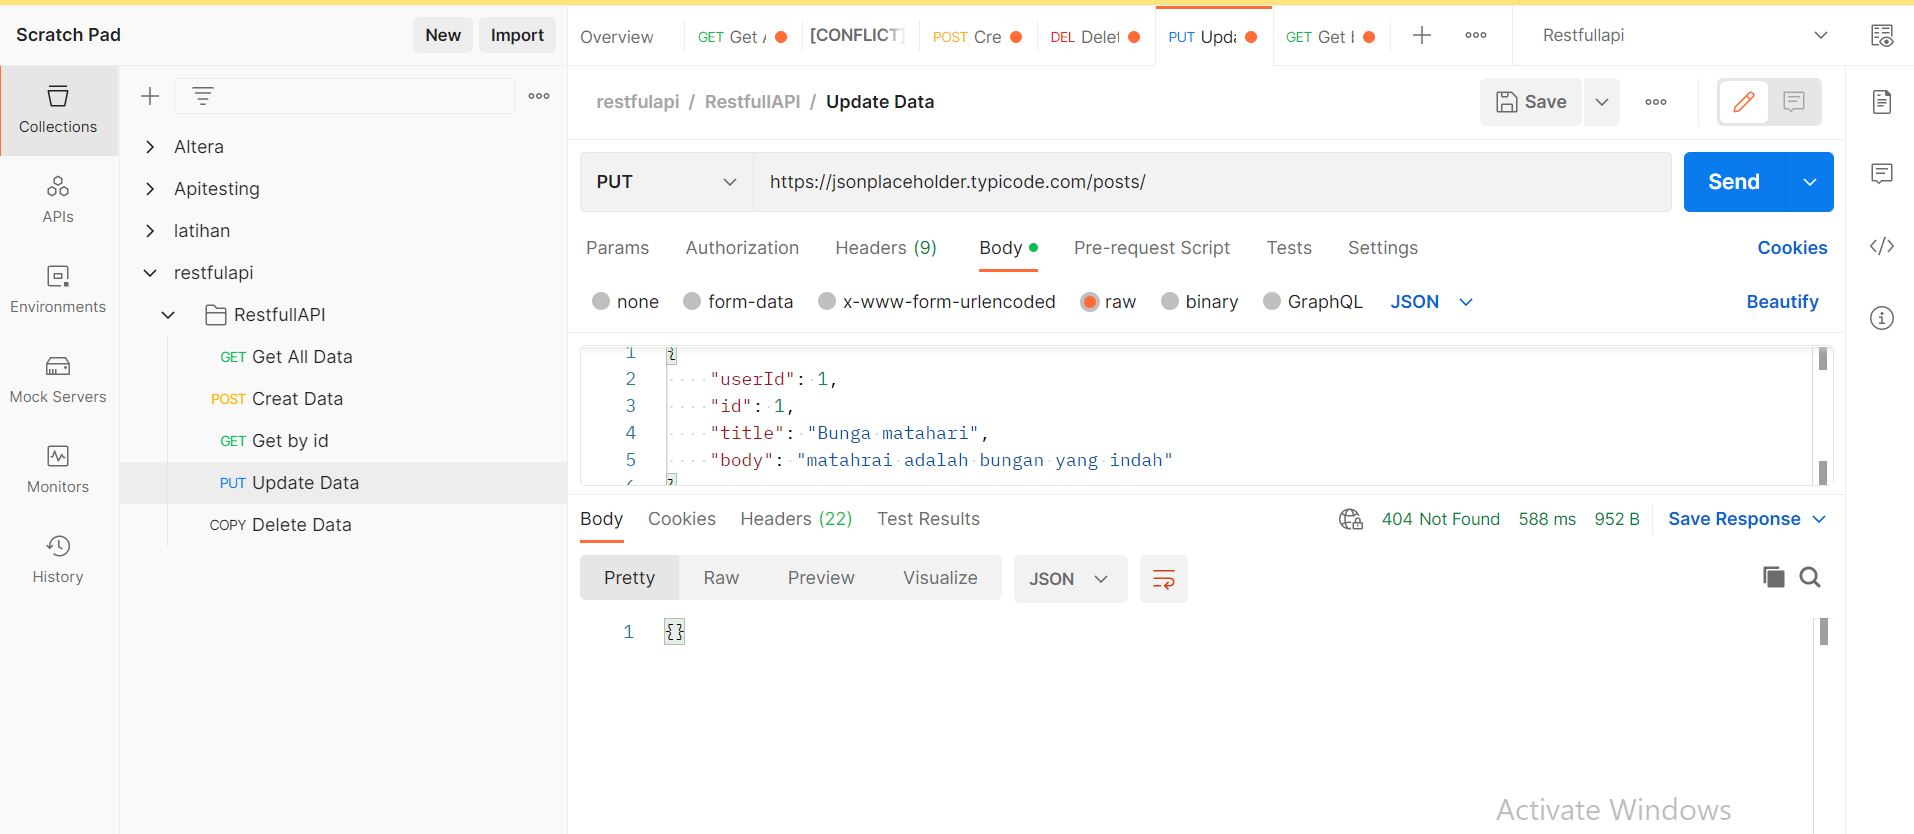 Scratch Pad
New
Import
Overview
GET Get A
[CONFLICT]
POST Cre
DEL Delet
PUT Upda
GET Get
Restfullapi
Collections
APIs
Environments
Mock Servers
Monitors
History
Altera
Apitesting
latihan
restfulapi
RestfullAPI
GET Get All Data
POST Creat Data
GET Get by id
PUT Update Data
COPY Delete Data
restfulapi / RestfullAPI / Update Data
Save
PUT
https://jsonplaceholder.typicode.com/posts/
Send
Params
Authorization
Headers (9)
Body
Pre-request Script
Tests
Settings
Cookies
none
form-data
x-www-form-urlencoded
raw
binary
GraphQL
JSON
Beautify
1 {
2 "userId": 1,
3 "id": 1,
4 "title": "Bunga matahari",
5 "body": "matahrai adalah bungan yang indah"
6 }
Body
Cookies
Headers (22)
Test Results
404 Not Found
588 ms
952 B
Save Response
Pretty
Raw
Preview
Visualize
JSON
1 {}
Activate Windows